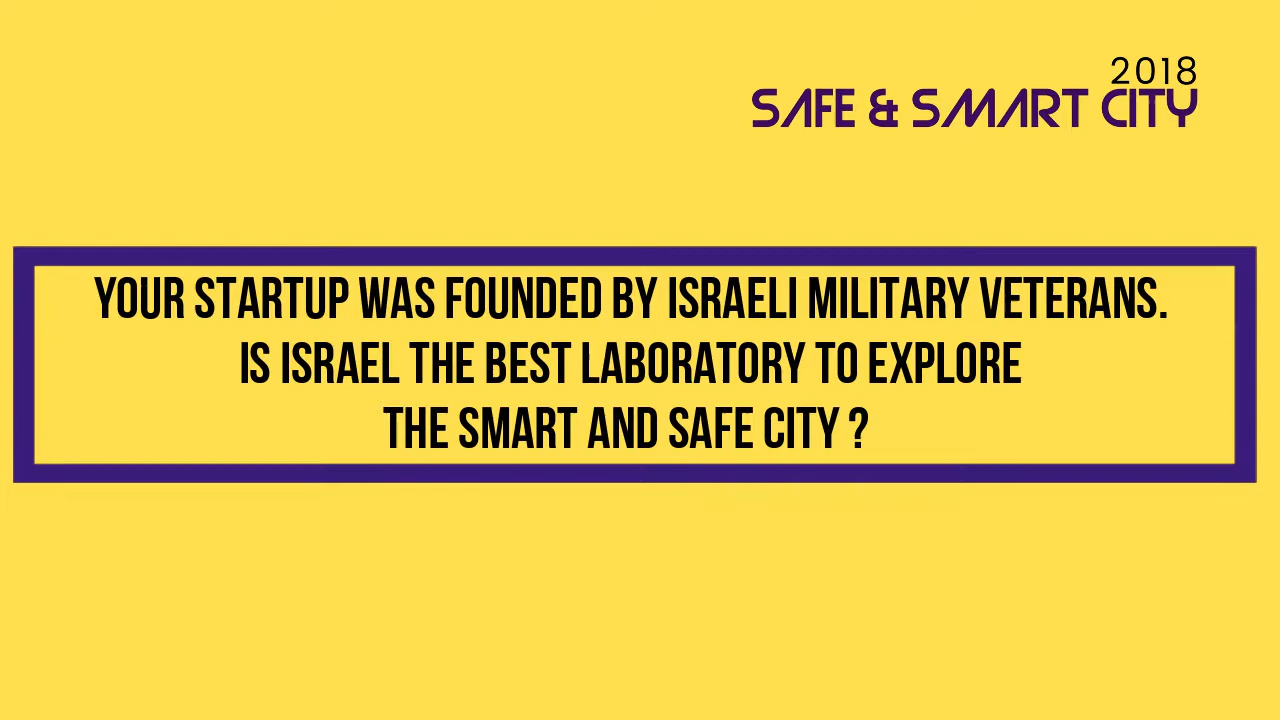 2018
SAFE & SMART CITY
YOUR STARTUP WAS FOUNDED BY ISRAELI MILITARY VETERANS.
IS ISRAEL THE BEST LABORATORY TO EXPLORE
THE SMART AND SAFE CITY ?